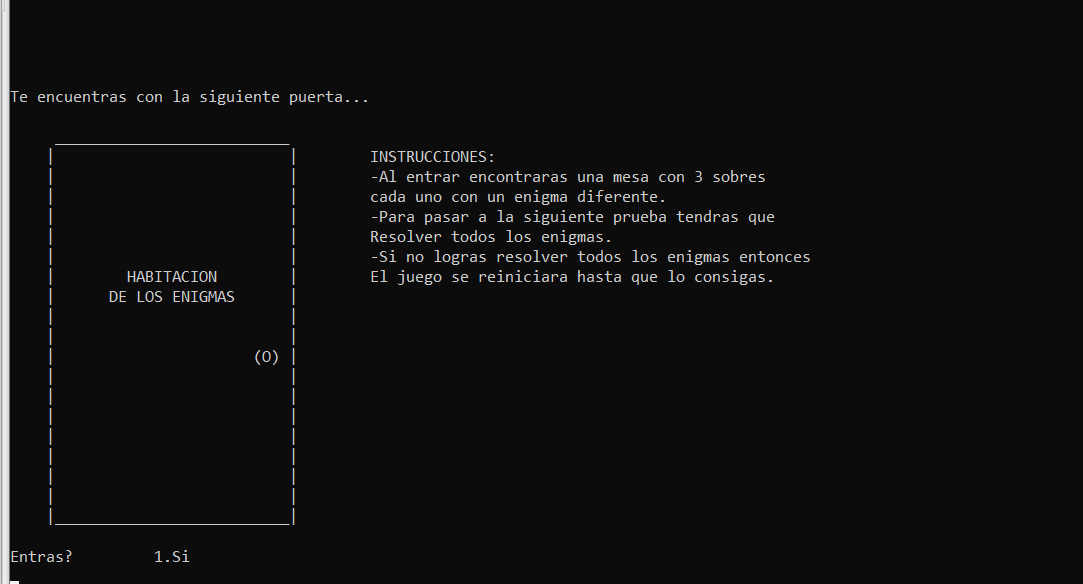 Te encuentras con la siguiente puerta...
INSTRUCCIONES:
-Al entrar encontraras una mesa con 3 sobres
cada uno con un enigma diferente.
-Para pasar a la siguiente prueba tendras que
Resolver todos los enigmas.
-Si no logras resolver todos los enigmas entonces
El juego se reiniciara hasta que lo consigas.
HABITACION
DE LOS ENIGMAS
(O)
Entras? 1.Si